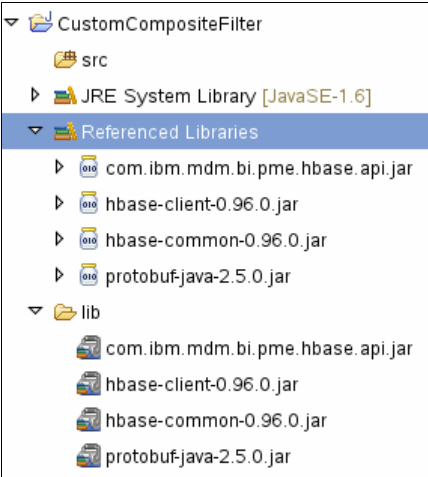 CustomCompositeFilter
src
JRE System Library [JavaSE-1.6]
Referenced Libraries
com.ibm.mdm.bi.pme.hbase.api.jar
hbase-client-0.96.0.jar
hbase-common-0.96.0.jar
protobuf-java-2.5.0.jar
lib
com.ibm.mdm.bi.pme.hbase.api.jar
hbase-client-0.96.0.jar
hbase-common-0.96.0.jar
protobuf-java-2.5.0.jar